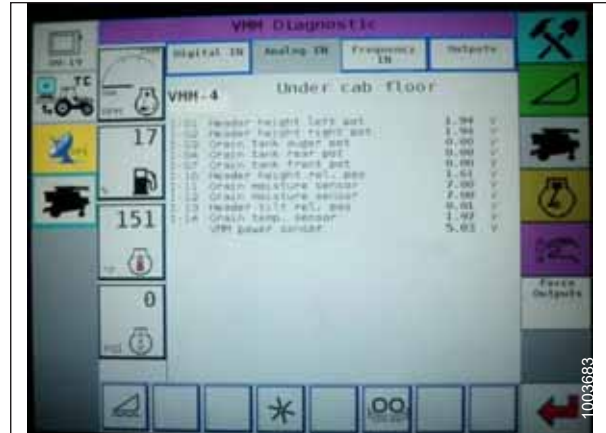 VMM Diagnostic
Digital IN
Analog IN
Frequency IN
Outputs
TC
VMM-4
Under cab floor
Header height left pot 1.94 V
Header height right pot 1.94 V
Grain tank auger pot 0.00 V
Grain tank rear pot 0.00 V
Grain tank front pot 0.00 V
Header height rel. pos 1.61 V
Grain moisture sensor 7.00 V
Grain moisture sensor 7.00 V
Header tilt rel. pos 0.01 V
Grain temp. sensor 1.97 V
VMM power sensor 5.03 V
17
151
0
Force
Outputs
1003683